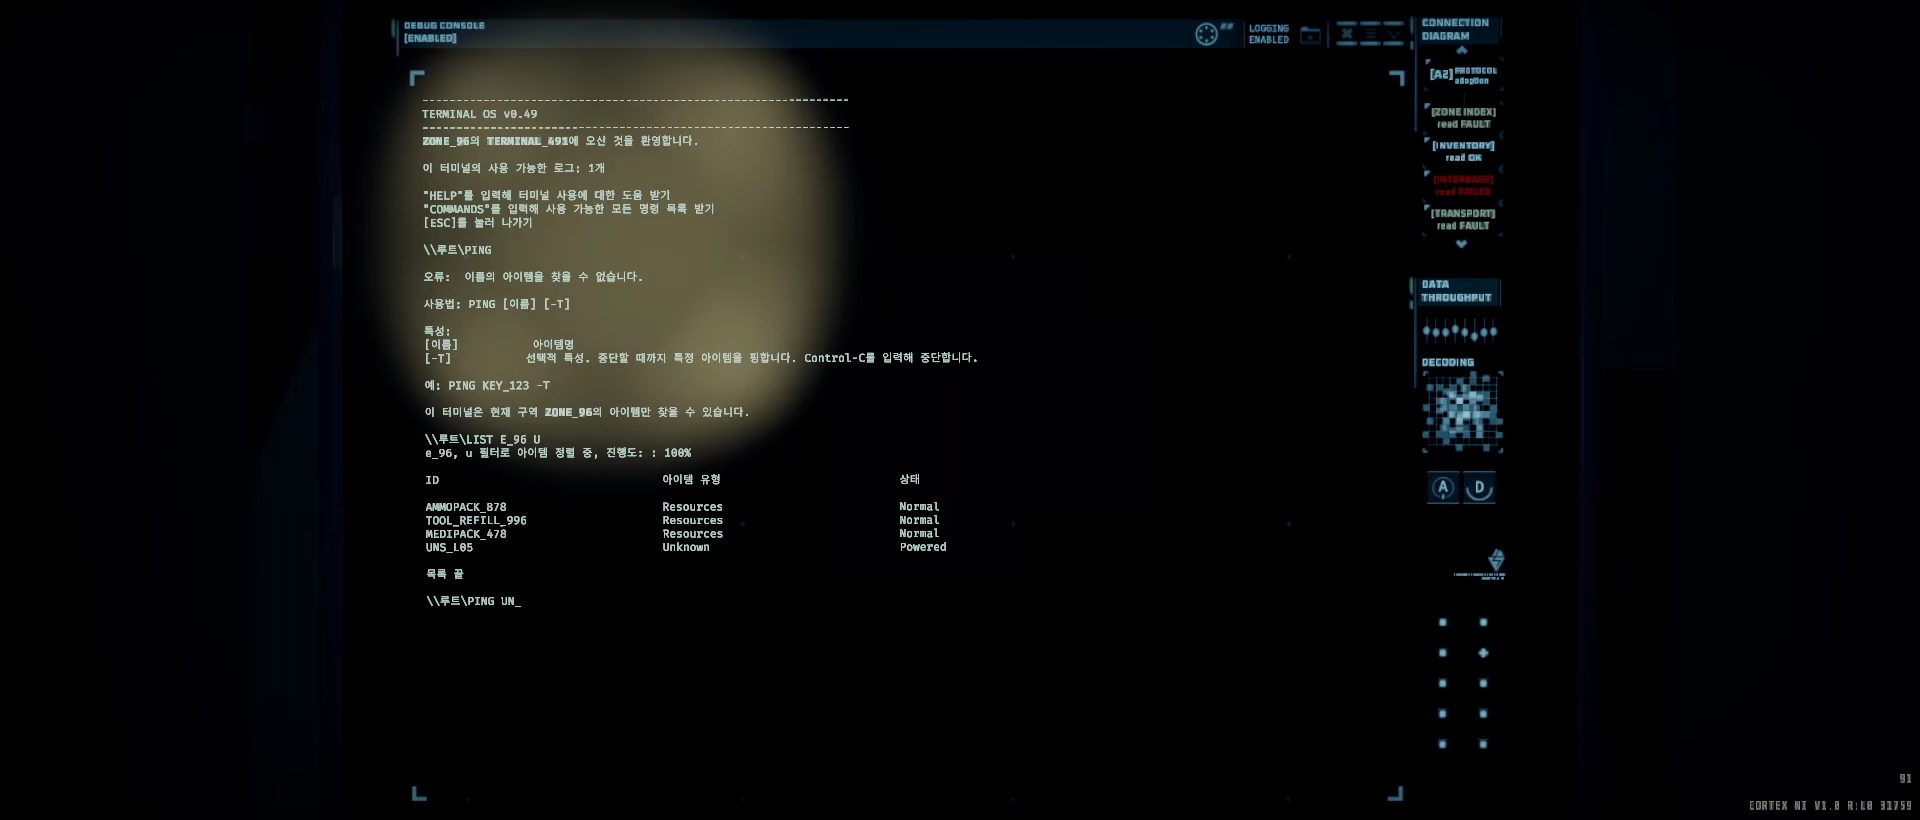 DEBUG CONSOLE
[ENABLED]
LOGGING
ENABLED
--------------------------------------------------------------
TERMINAL OS v0.49
--------------------------------------------------------------
ZONE_96의 TERMINAL_491에 오신 것을 환영합니다.
이 터미널의 사용 가능한 로그: 1개
"HELP"를 입력해 터미널 사용에 대한 도움 받기
"COMMANDS"를 입력해 사용 가능한 모든 명령 목록 받기
[ESC]를 눌러 나가기
\\루트\PING
오류: 이름의 아이템을 찾을 수 없습니다.
사용법: PING [이름] [-T]
특성:
[이름] 아이템명
[-T] 선택적 특성. 중단할 때까지 특정 아이템을 핑합니다. Control-C를 입력해 중단합니다.
예: PING KEY_123 -T
이 터미널은 현재 구역 ZONE_96의 아이템만 찾을 수 있습니다.
\\루트\LIST E_96 U
e_96, u 필터로 아이템 정렬 중, 진행도: : 100%
ID 아이템 유형 상태
AMMOPACK_878 Resources Normal
TOOL_REFILL_996 Resources Normal
MEDIPACK_478 Resources Normal
UNS_L05 Unknown Powered
목록 끝
\\루트\PING UN_
CONNECTION
DIAGRAM
[A2] PROTOCOL
adoption
[ZONE INDEX]
read FAULT
[INVENTORY]
read OK
[INTERBASE]
read FAILED
[TRANSPORT]
read FAULT
DATA
THROUGHPUT
DECODING
A D
91
CORTEX NI V1.0 R:L0 31759